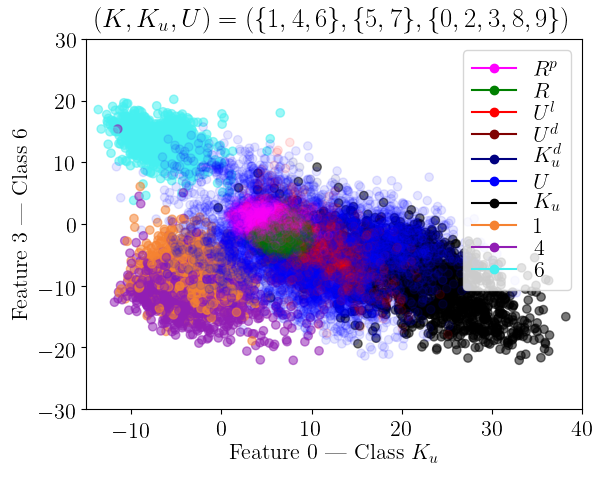 (K, K_u, U) = ({1, 4, 6}, {5, 7}, {0, 2, 3, 8, 9})
30
20
10
0
−10
−20
−30
Feature 3 — Class 6
R^p
R
U^l
U^d
K_u^d
U
K_u
1
4
6
−10 0 10 20 30 40
Feature 0 — Class K_u